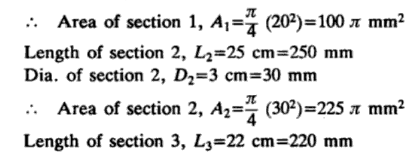 ∴ Area of section 1, A₁=π/4 (20²)=100 π mm²
Length of section 2, L₂=25 cm=250 mm
Dia. of section 2, D₂=3 cm=30 mm
∴ Area of section 2, A₂=π/4 (30²)=225 π mm²
Length of section 3, L₃=22 cm=220 mm